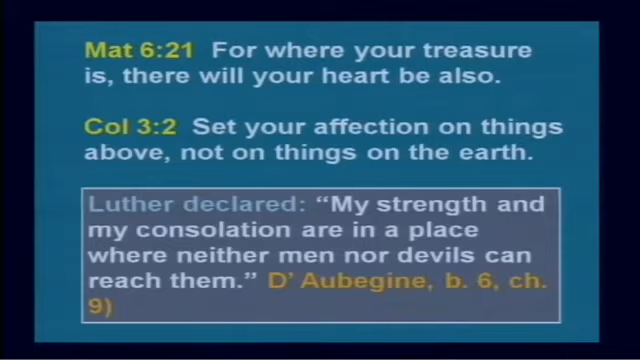 Mat 6:21 For where your treasure
is, there will your heart be also.
Col 3:2 Set your affection on things
above, not on things on the earth.
Luther declared: “My strength and
my consolation are in a place
where neither men nor devils can
reach them.” D’ Aubegine, b. 6, ch.
9)